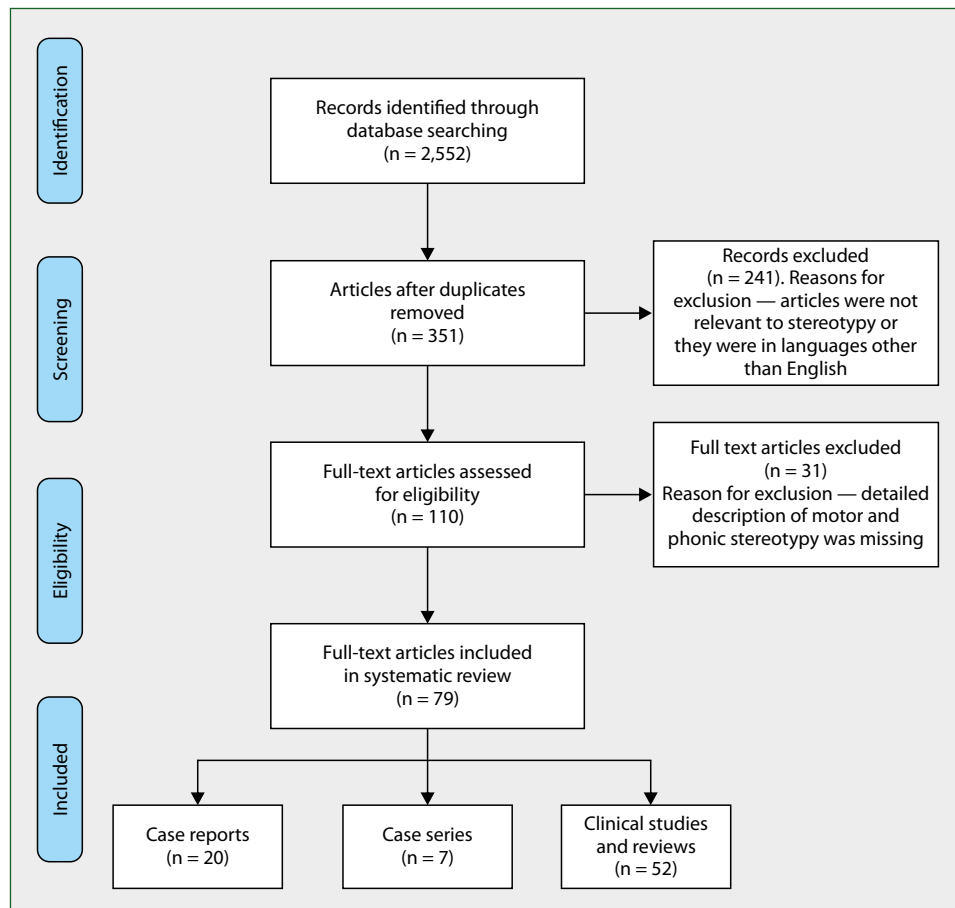 Identification
Records identified through
database searching
(n = 2,552)
Screening
Articles after duplicates
removed
(n = 351)
Records excluded
(n = 241). Reasons for
exclusion — articles were not
relevant to stereotypy or
they were in languages other
than English
Eligibility
Full-text articles assessed
for eligibility
(n = 110)
Full text articles excluded
(n = 31)
Reason for exclusion — detailed
description of motor and
phonic stereotypy was missing
Full-text articles included
in systematic review
(n = 79)
Included
Case reports
(n = 20)
Case series
(n = 7)
Clinical studies
and reviews
(n = 52)